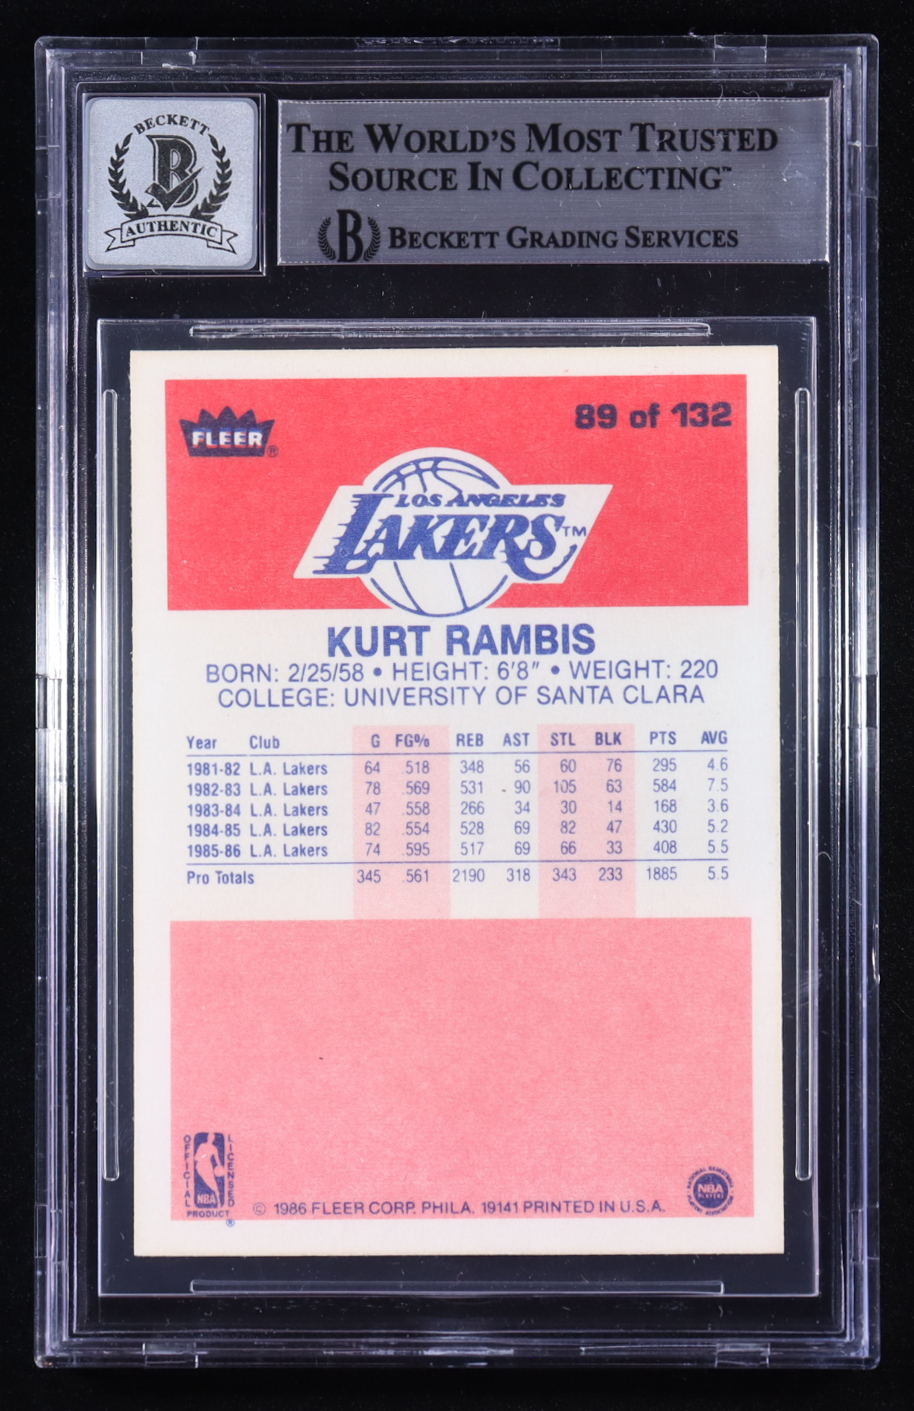 BECKETT
B
AUTHENTIC
THE WORLD'S MOST TRUSTED
SOURCE IN COLLECTING™
B BECKETT GRADING SERVICES
FLEER®
89 of 132
LOS ANGELES
LAKERS™
KURT RAMBIS
BORN: 2/25/58 • HEIGHT: 6'8" • WEIGHT: 220
COLLEGE: UNIVERSITY OF SANTA CLARA
Year Club G FG% REB AST STL BLK PTS AVG
1981-82 L.A. Lakers 64 .518 348 56 60 76 295 4.6
1982-83 L.A. Lakers 78 .569 531 90 105 63 584 7.5
1983-84 L.A. Lakers 47 .558 266 34 30 14 168 3.6
1984-85 L.A. Lakers 82 .554 528 69 82 47 430 5.2
1985-86 L.A. Lakers 74 .595 517 69 66 33 408 5.5
Pro Totals 345 .561 2190 318 343 233 1885 5.5
OFFICIAL LICENSED
NBA
PRODUCT®
© 1986 FLEER CORP. PHILA. 19141 PRINTED IN U.S.A.
NATIONAL BASKETBALL
NBA
PLAYERS
ASSOCIATION